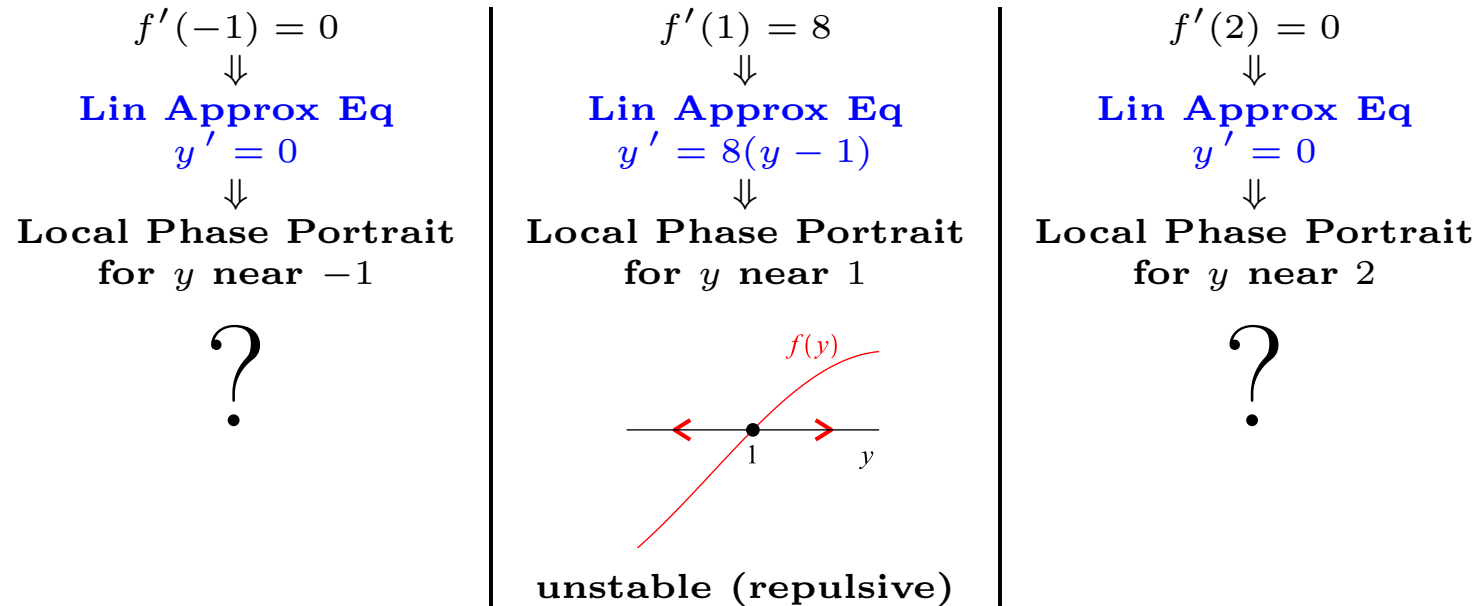 f′(−1) = 0
⇓
Lin Approx Eq
y′ = 0
⇓
Local Phase Portrait
for y near −1
?
f′(1) = 8
⇓
Lin Approx Eq
y′ = 8(y − 1)
⇓
Local Phase Portrait
for y near 1
f(y)
1
y
unstable (repulsive)
f′(2) = 0
⇓
Lin Approx Eq
y′ = 0
⇓
Local Phase Portrait
for y near 2
?